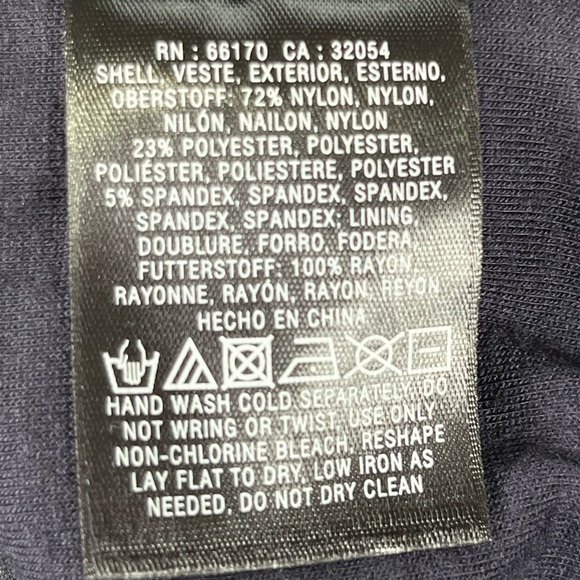 RN : 66170 CA : 32054
SHELL, VESTE, EXTERIOR, ESTERNO,
OBERSTOFF: 72% NYLON, NYLON,
NILÓN, NAILON, NYLON
23% POLYESTER, POLYESTER,
POLIÉSTER, POLIESTERE, POLYESTER
5% SPANDEX, SPANDEX, SPANDEX,
SPANDEX, SPANDEX; LINING,
DOUBLURE, FORRO, FODERA,
FUTTERSTOFF: 100% RAYON,
RAYONNE, RAYÓN, RAYON, REYON
HECHO EN CHINA
HAND WASH COLD SEPARATELY, DO
NOT WRING OR TWIST, USE ONLY
NON-CHLORINE BLEACH, RESHAPE
LAY FLAT TO DRY, LOW IRON AS
NEEDED, DO NOT DRY CLEAN